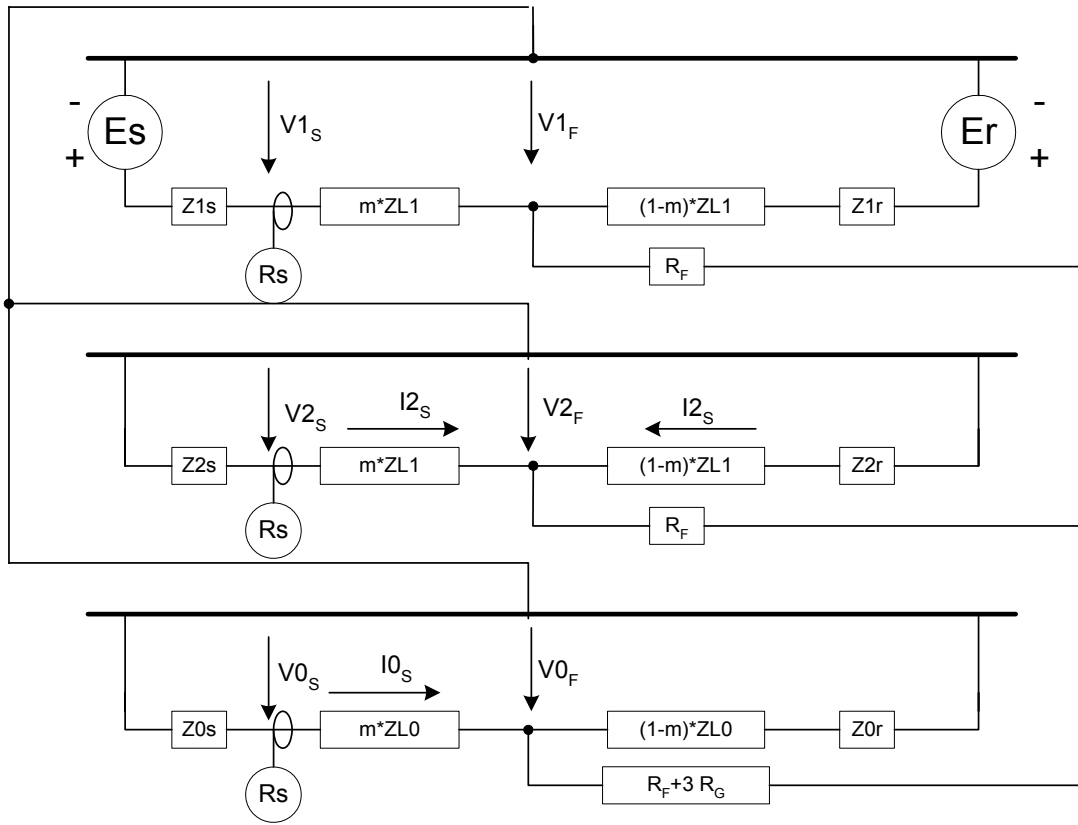 -
Es
+
V1S
V1F
-
Er
+
Z1s
m*ZL1
(1-m)*ZL1
Z1r
Rs
RF
V2S
I2S
V2F
I2S
Z2s
m*ZL1
(1-m)*ZL1
Z2r
Rs
RF
V0S
I0S
V0F
Z0s
m*ZL0
(1-m)*ZL0
Z0r
Rs
RF+3 RG